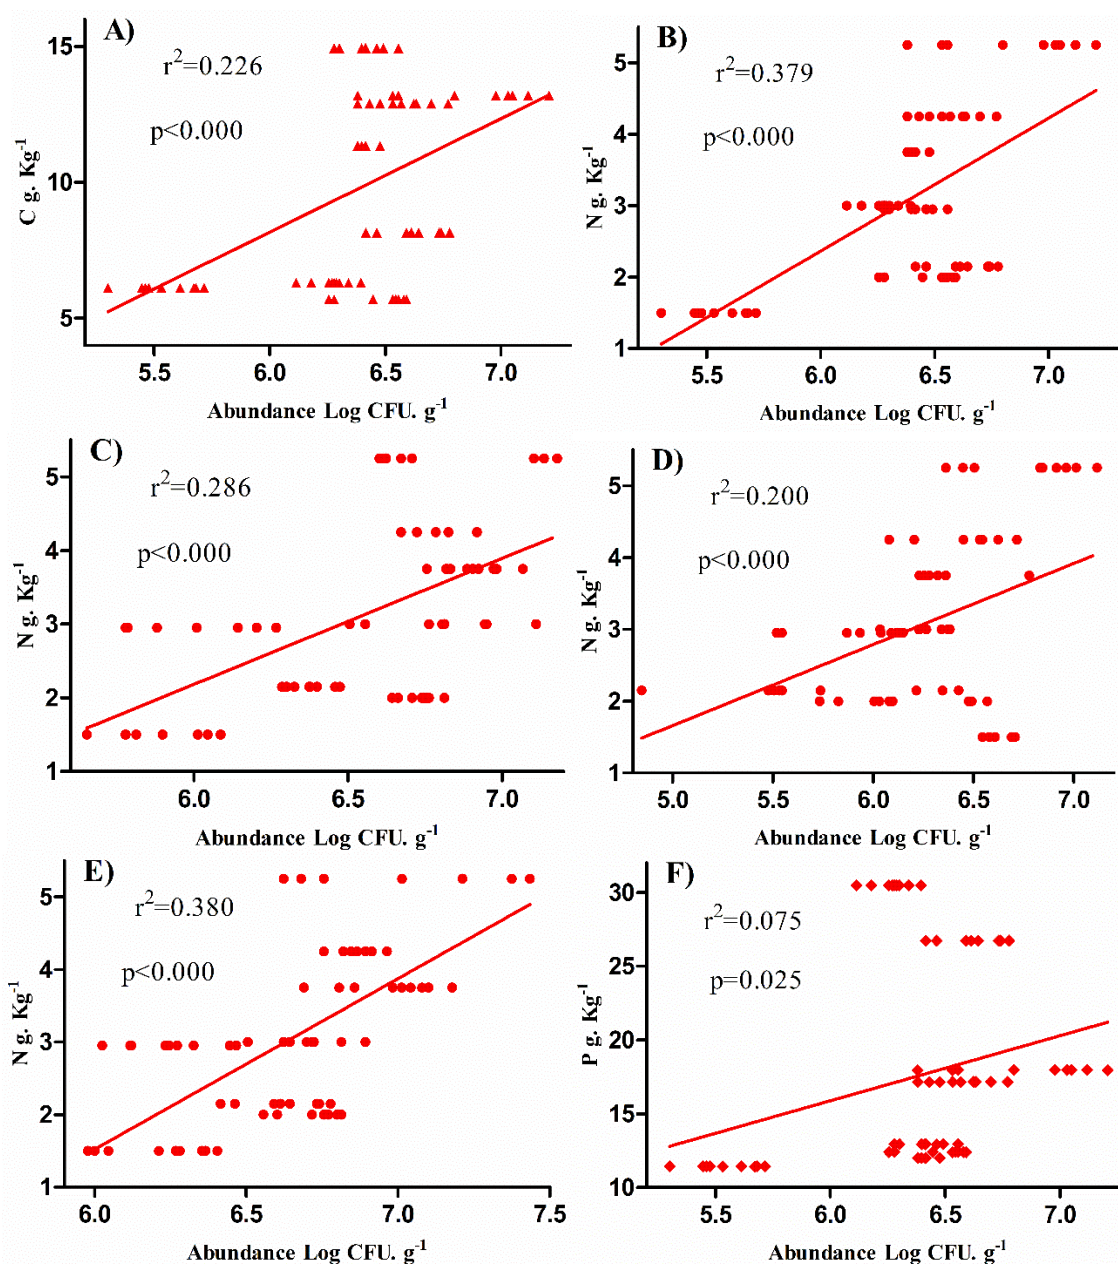 A)
r²=0.226
p<0.000
C g. Kg⁻¹
15
10
5
5.5 6.0 6.5 7.0
Abundance Log CFU. g⁻¹
B)
r²=0.379
p<0.000
N g. Kg⁻¹
5
4
3
2
1
5.5 6.0 6.5 7.0
Abundance Log CFU. g⁻¹
C)
r²=0.286
p<0.000
N g. Kg⁻¹
5
4
3
2
1
6.0 6.5 7.0
Abundance Log CFU. g⁻¹
D)
r²=0.200
p<0.000
N g. Kg⁻¹
5
4
3
2
1
5.0 5.5 6.0 6.5 7.0
Abundance Log CFU. g⁻¹
E)
r²=0.380
p<0.000
N g. Kg⁻¹
5
4
3
2
1
6.0 6.5 7.0 7.5
Abundance Log CFU. g⁻¹
F)
r²=0.075
p=0.025
P g. Kg⁻¹
30
25
20
15
10
5.5 6.0 6.5 7.0
Abundance Log CFU. g⁻¹